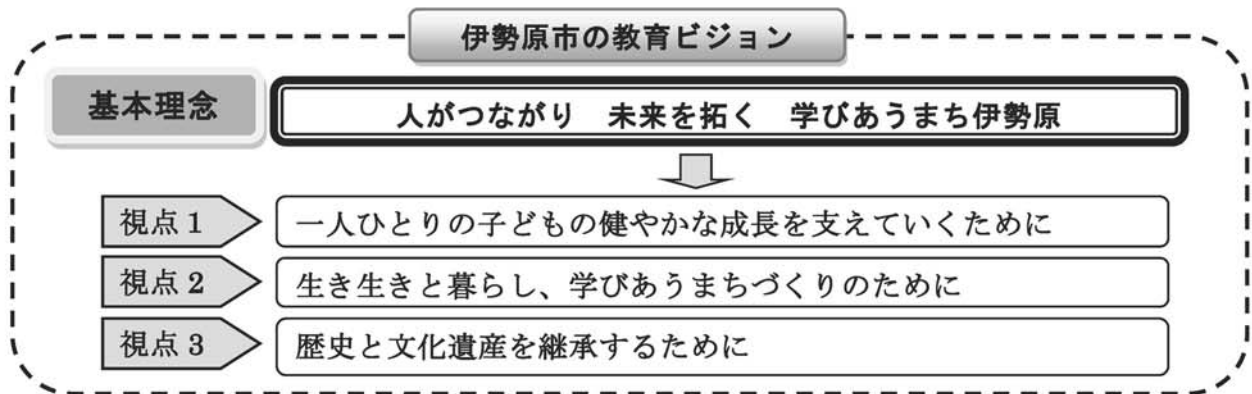 伊勢原市の教育ビジョン
基本理念
人がつながり　未来を拓く　学びあうまち伊勢原
視点 1
一人ひとりの子どもの健やかな成長を支えていくために
視点 2
生き生きと暮らし、学びあうまちづくりのために
視点 3
歴史と文化遺産を継承するために